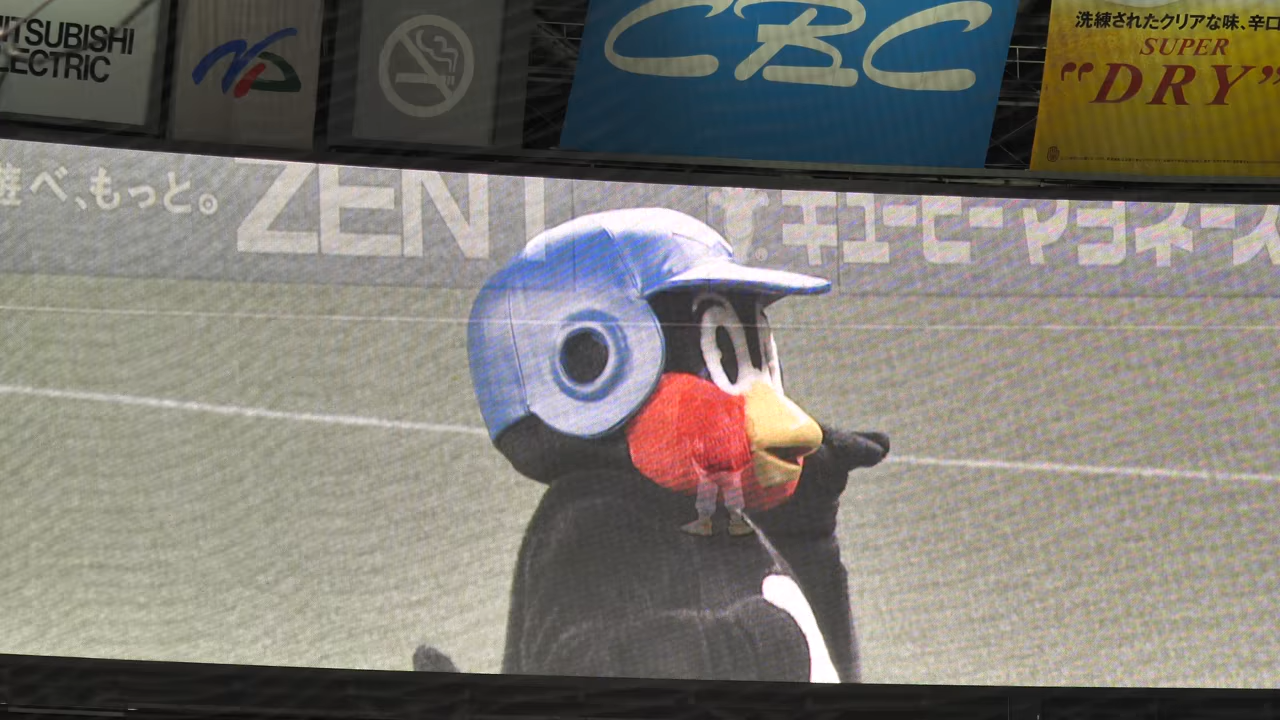 MITSUBISHI
ELECTRIC
CBC
洗練されたクリアな味、辛口
SUPER
"DRY"
遊べ、もっと。
ZENT
キユーピーマヨネーズ